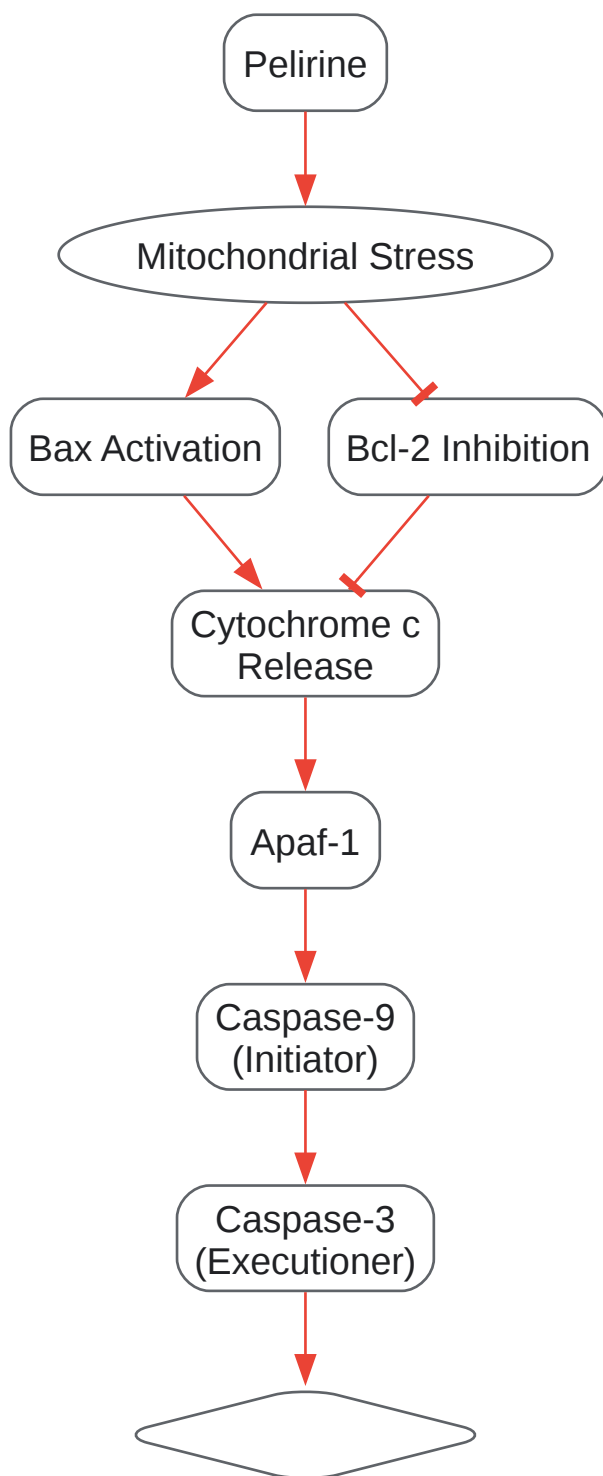 Pelirine
Mitochondrial Stress
Bax Activation
Bcl-2 Inhibition
Cytochrome c
Release
Apaf-1
Caspase-9
(Initiator)
Caspase-3
(Executioner)